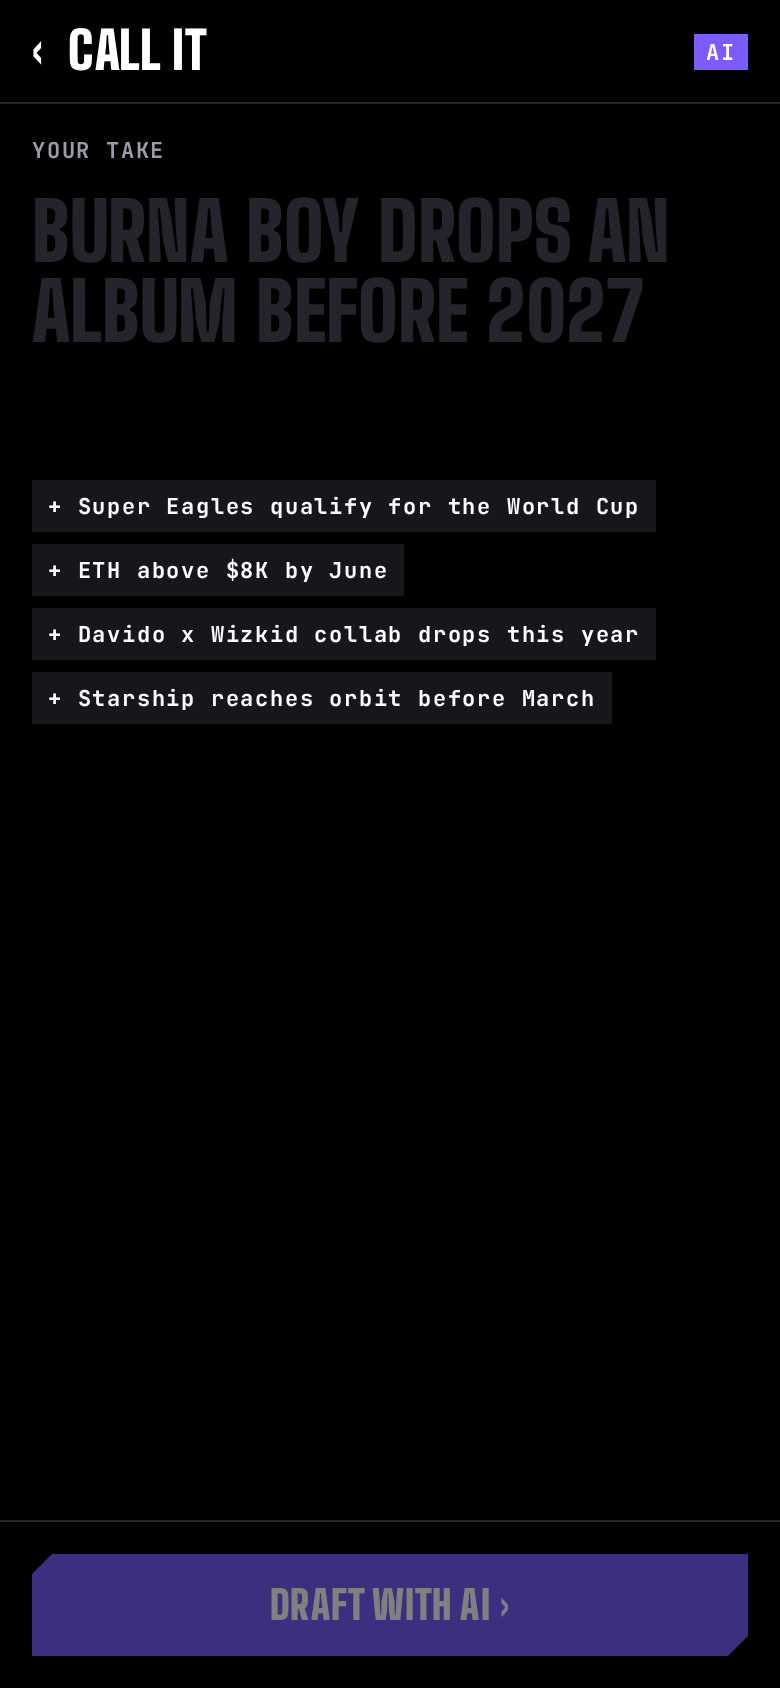 ‹ CALL IT
AI
YOUR TAKE
BURNA BOY DROPS AN
ALBUM BEFORE 2027
+ Super Eagles qualify for the World Cup
+ ETH above $8K by June
+ Davido x Wizkid collab drops this year
+ Starship reaches orbit before March
DRAFT WITH AI ›